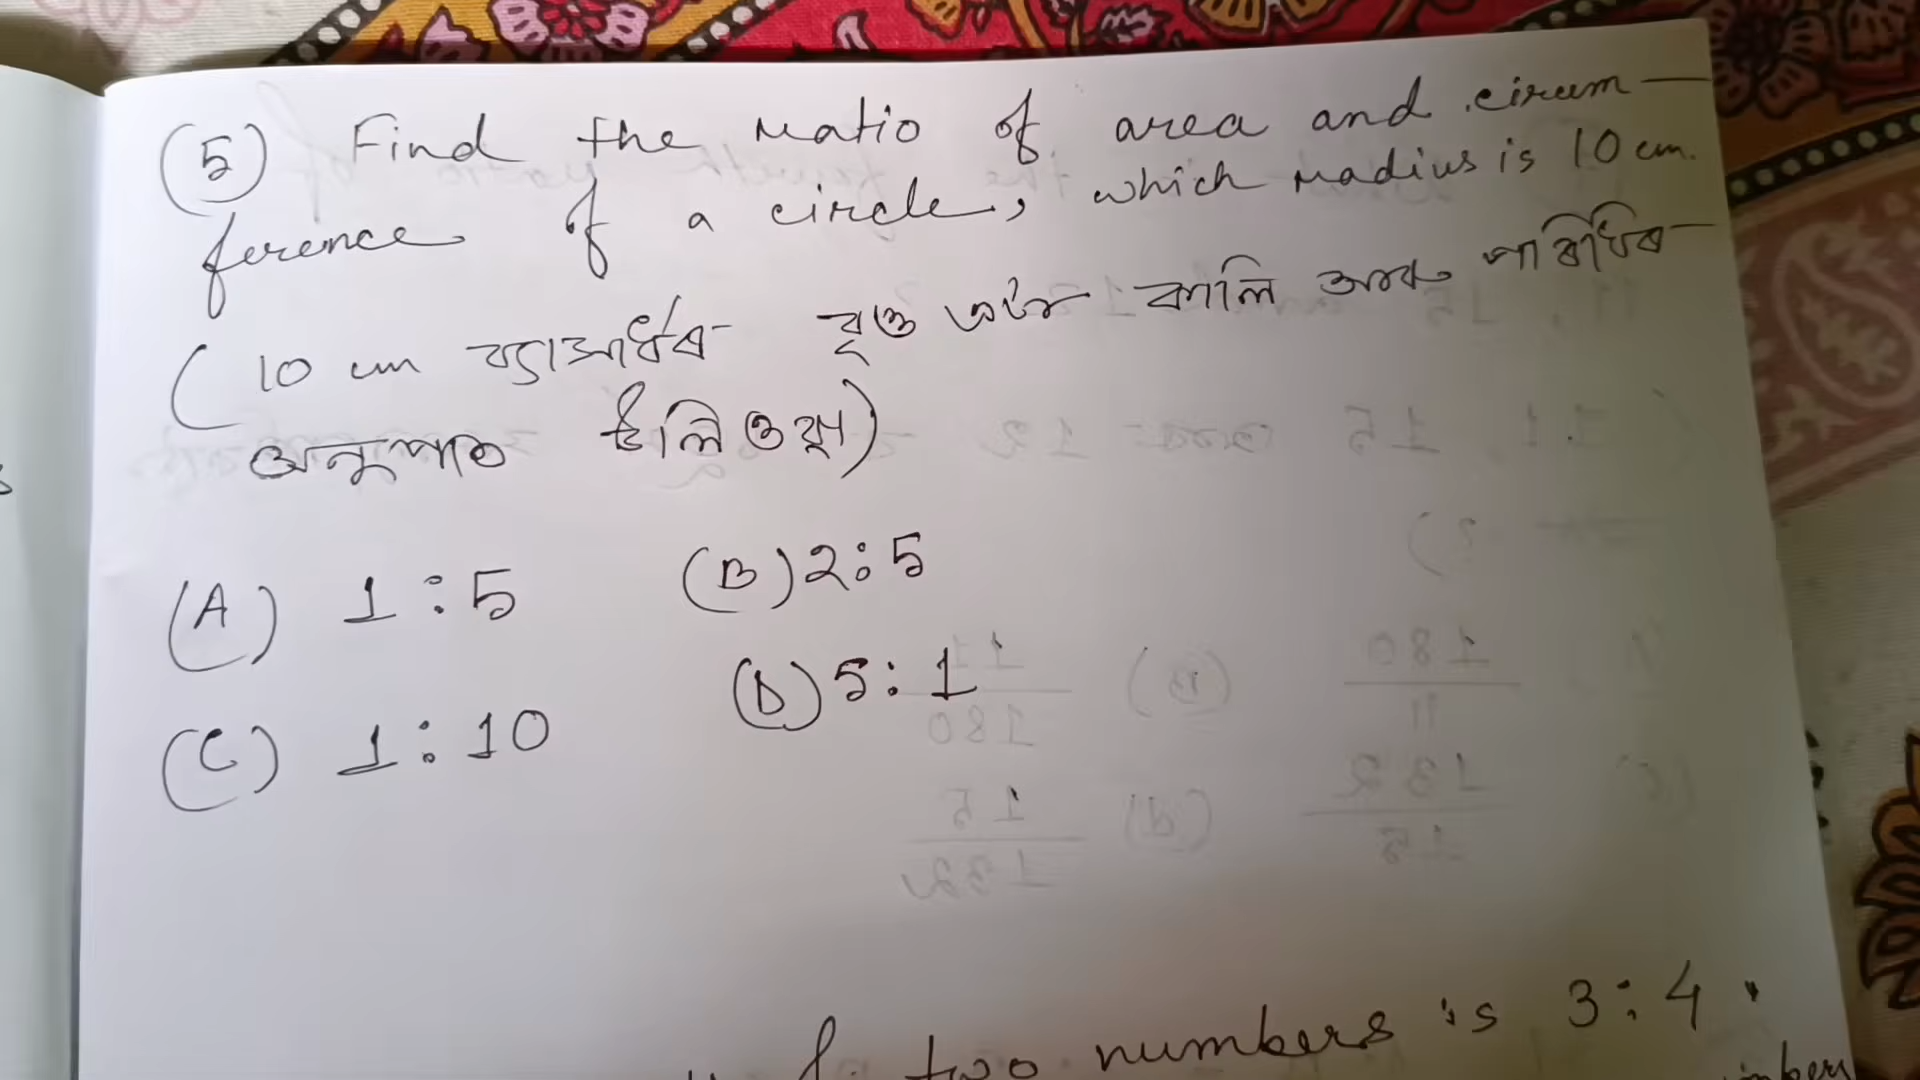 (5) Find the ratio of area and cirum-
ference of a circle, which radius is 10 cm.
( 10 cm ব্যাসাৰ্ধৰ বৃত্ত এটাৰ কালি আৰু পৰিধিৰ
অনুপাত উলিওৱা)
(A) 1 : 5 (B) 2 : 5
(C) 1 : 10 (D) 5 : 1
two numbers is 3 : 4 .